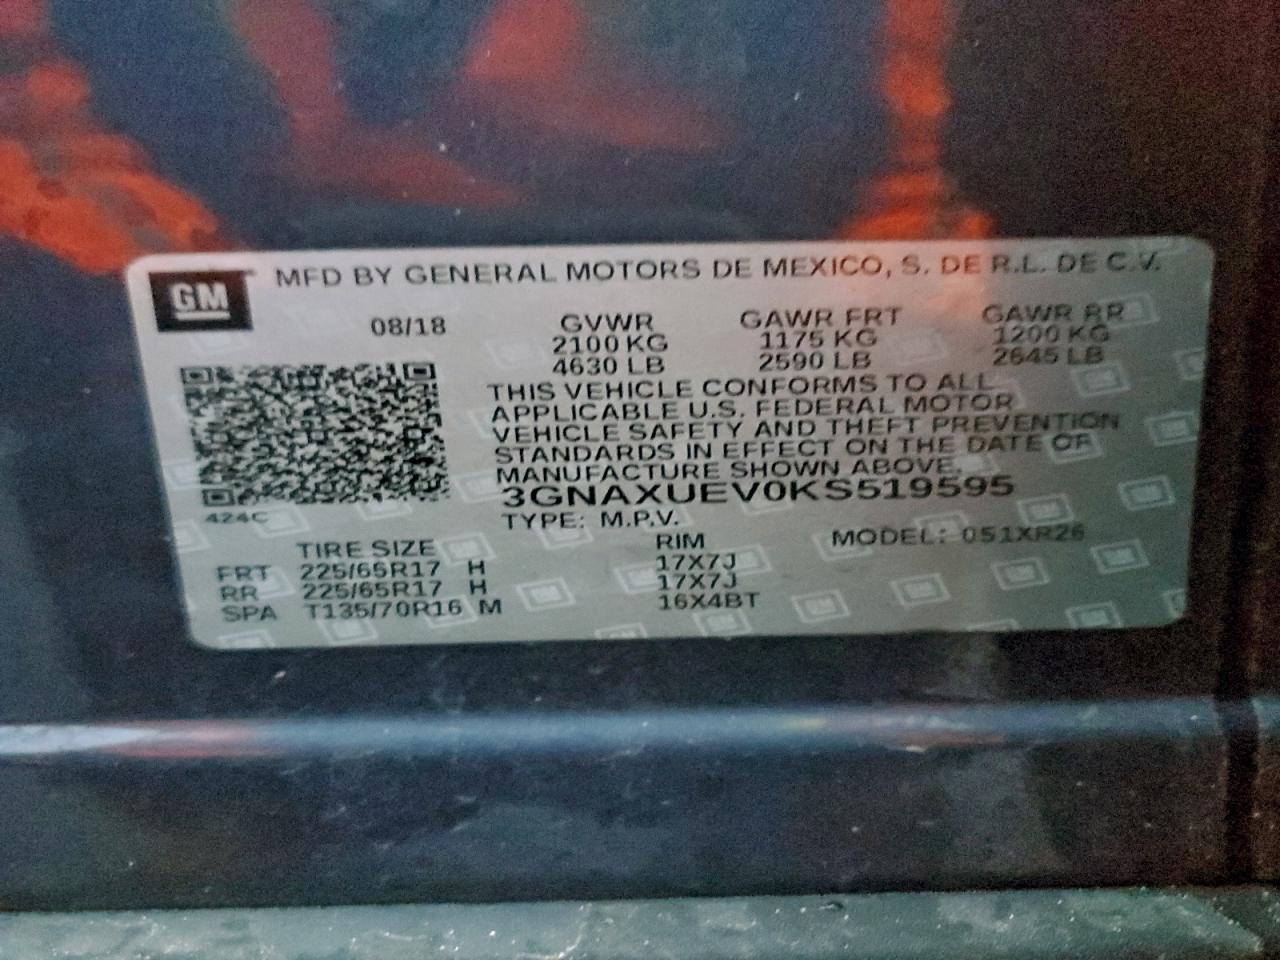 GM
MFD BY GENERAL MOTORS DE MEXICO, S. DE R.L. DE C.V.
08/18 GVWR GAWR FRT GAWR RR
2100 KG 1175 KG 1200 KG
4630 LB 2590 LB 2645 LB
THIS VEHICLE CONFORMS TO ALL
APPLICABLE U.S. FEDERAL MOTOR
VEHICLE SAFETY AND THEFT PREVENTION
STANDARDS IN EFFECT ON THE DATE OF
MANUFACTURE SHOWN ABOVE.
3GNAXUEV0KS519595
424C
TYPE: M.P.V.
TIRE SIZE RIM MODEL: 051XR26
FRT 225/65R17 H 17X7J
RR 225/65R17 H 17X7J
SPA T135/70R16 M 16X4BT